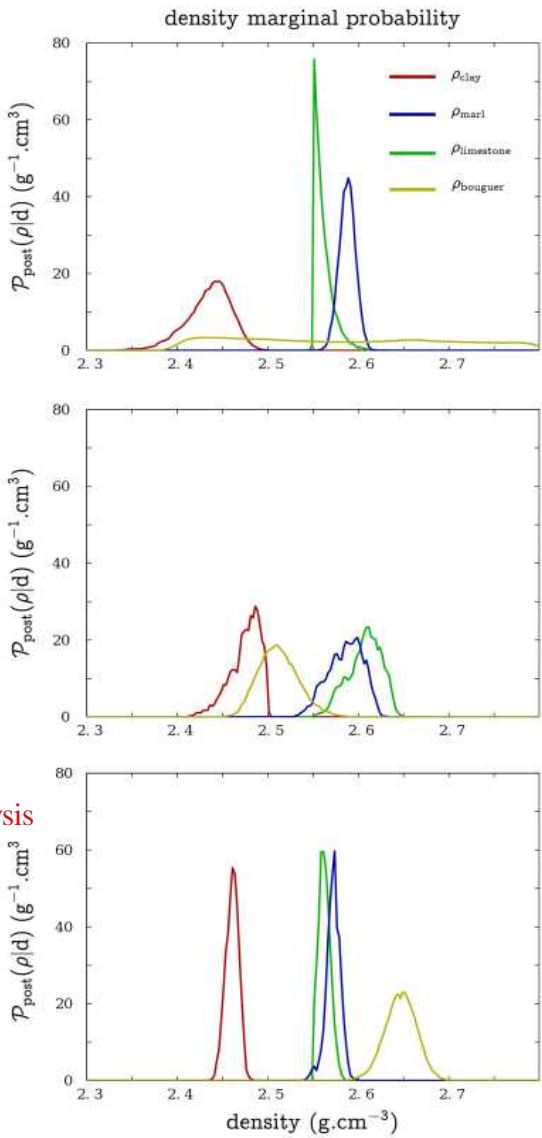 density marginal probability
80
60
40
20
0
2.3 2.4 2.5 2.6 2.7
𝒫post(ρ|d) (g⁻¹.cm³)
ρclay
ρmarl
ρlimestone
ρbouguer
80
60
40
20
0
2.3 2.4 2.5 2.6 2.7
𝒫post(ρ|d) (g⁻¹.cm³)
ysis
80
60
40
20
0
2.3 2.4 2.5 2.6 2.7
𝒫post(ρ|d) (g⁻¹.cm³
density (g.cm⁻³)